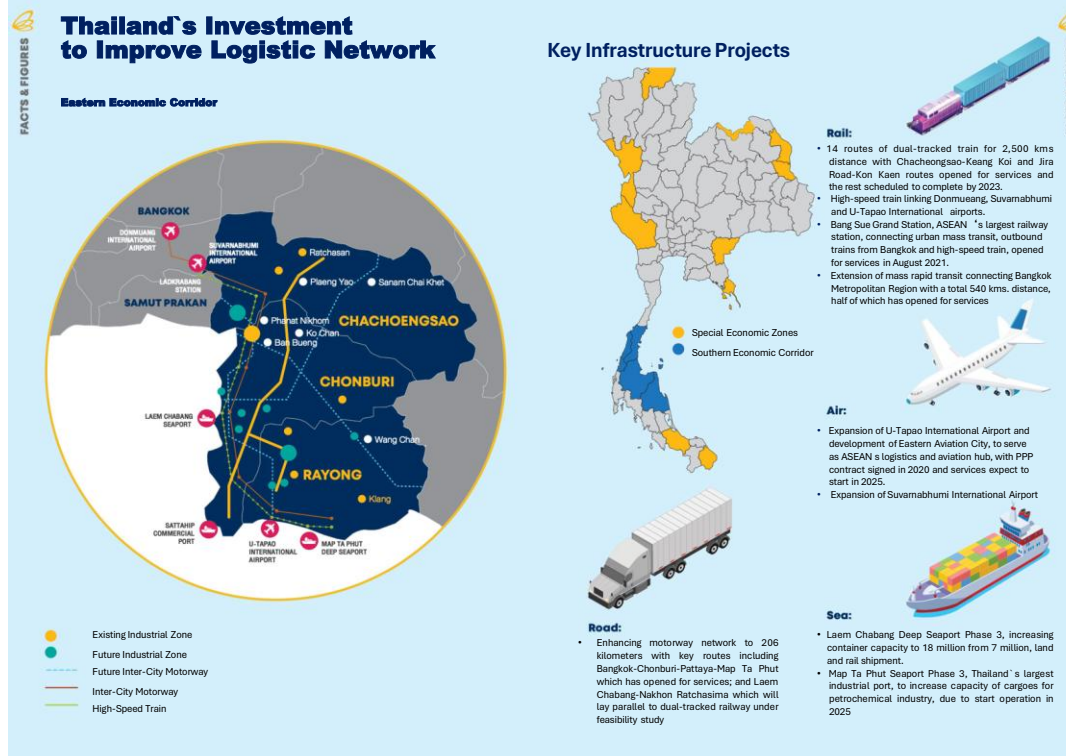 FACTS & FIGURES
Thailand`s Investment
to Improve Logistic Network
Eastern Economic Corridor
BANGKOK
DONMUANG
INTERNATIONAL
AIRPORT
SUVARNABHUMI
INTERNATIONAL
AIRPORT
LADKRABANG
STATION
SAMUT PRAKAN
Ratchasan
Plaeng Yao
Sanam Chai Khet
Phanat Nikhom
CHACHOENGSAO
Ko Chan
Ban Bueng
CHONBURI
LAEM CHABANG
SEAPORT
Wang Chan
RAYONG
Klang
SATTAHIP
COMMERCIAL
PORT
U-TAPAO
INTERNATIONAL
AIRPORT
MAP TA PHUT
DEEP SEAPORT
Existing Industrial Zone
Future Industrial Zone
Future Inter-City Motorway
Inter-City Motorway
High-Speed Train
Key Infrastructure Projects
Special Economic Zones
Southern Economic Corridor
Rail:
• 14 routes of dual-tracked train for 2,500 kms
distance with Chacheongsao-Keang Koi and Jira
Road-Kon Kaen routes opened for services and
the rest scheduled to complete by 2023.
• High-speed train linking Donmueang, Suvarnabhumi
and U-Tapao International airports.
• Bang Sue Grand Station, ASEAN ‘s largest railway
station, connecting urban mass transit, outbound
trains from Bangkok and high-speed train, opened
for services in August 2021.
• Extension of mass rapid transit connecting Bangkok
Metropolitan Region with a total 540 kms. distance,
half of which has opened for services
Air:
• Expansion of U-Tapao International Airport and
development of Eastern Aviation City, to serve
as ASEAN s logistics and aviation hub, with PPP
contract signed in 2020 and services expect to
start in 2025.
• Expansion of Suvarnabhumi International Airport
Road:
• Enhancing motorway network to 206
kilometers with key routes including
Bangkok-Chonburi-Pattaya-Map Ta Phut
which has opened for services; and Laem
Chabang-Nakhon Ratchasima which will
lay parallel to dual-tracked railway under
feasibility study
Sea:
• Laem Chabang Deep Seaport Phase 3, increasing
container capacity to 18 million from 7 million, land
and rail shipment.
• Map Ta Phut Seaport Phase 3, Thailand`s largest
industrial port, to increase capacity of cargoes for
petrochemical industry, due to start operation in
2025